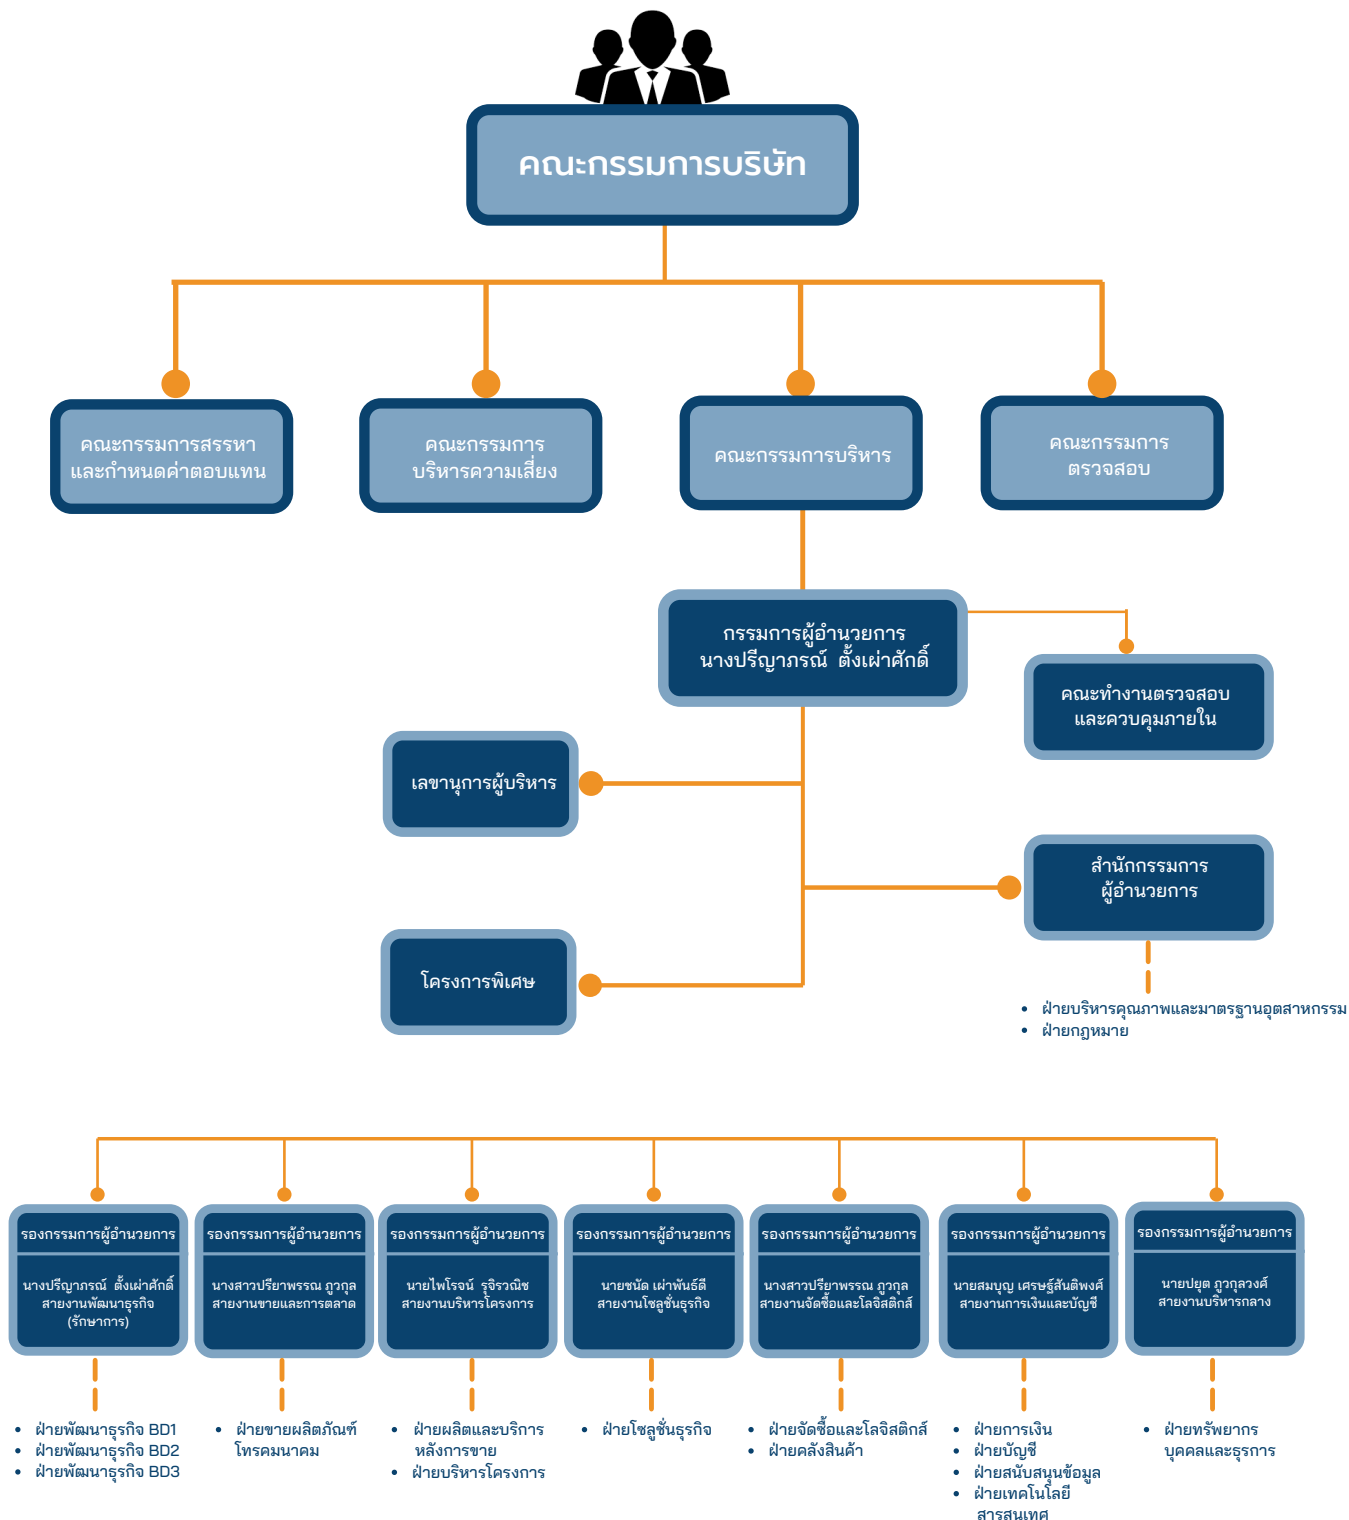 คณะกรรมการบริษัท
คณะกรรมการสรรหา
และกำหนดค่าตอบแทน
คณะกรรมการ
บริหารความเสี่ยง
คณะกรรมการบริหาร
คณะกรรมการ
ตรวจสอบ
กรรมการผู้อำนวยการ
นางปรีญาภรณ์ ตั้งเผ่าศักดิ์
คณะทำงานตรวจสอบ
และควบคุมภายใน
เลขานุการผู้บริหาร
สำนักกรรมการ
ผู้อำนวยการ
โครงการพิเศษ
• ฝ่ายบริหารคุณภาพและมาตรฐานอุตสาหกรรม
• ฝ่ายกฎหมาย
รองกรรมการผู้อำนวยการ
นางปรีญาภรณ์ ตั้งเผ่าศักดิ์
สายงานพัฒนาธุรกิจ
(รักษาการ)
• ฝ่ายพัฒนาธุรกิจ BD1
• ฝ่ายพัฒนาธุรกิจ BD2
• ฝ่ายพัฒนาธุรกิจ BD3
รองกรรมการผู้อำนวยการ
นางสาวปรียาพรรณ ภูวกุล
สายงานขายและการตลาด
• ฝ่ายขายผลิตภัณฑ์
โทรคมนาคม
รองกรรมการผู้อำนวยการ
นายไพโรจน์ รุจิรวณิช
สายงานบริหารโครงการ
• ฝ่ายผลิตและบริการ
หลังการขาย
• ฝ่ายบริหารโครงการ
รองกรรมการผู้อำนวยการ
นายชนัด เผ่าพันธ์ดี
สายงานโซลูชั่นธุรกิจ
• ฝ่ายโซลูชั่นธุรกิจ
รองกรรมการผู้อำนวยการ
นางสาวปรียาพรรณ ภูวกุล
สายงานจัดซื้อและโลจิสติกส์
• ฝ่ายจัดซื้อและโลจิสติกส์
• ฝ่ายคลังสินค้า
รองกรรมการผู้อำนวยการ
นายสมบุญ เศรษฐ์สันติพงศ์
สายงานการเงินและบัญชี
• ฝ่ายการเงิน
• ฝ่ายบัญชี
• ฝ่ายสนับสนุนข้อมูล
• ฝ่ายเทคโนโลยี
สารสนเทศ
รองกรรมการผู้อำนวยการ
นายปยุต ภูวกุลวงศ์
สายงานบริหารกลาง
• ฝ่ายทรัพยากร
บุคคลและธุรการ